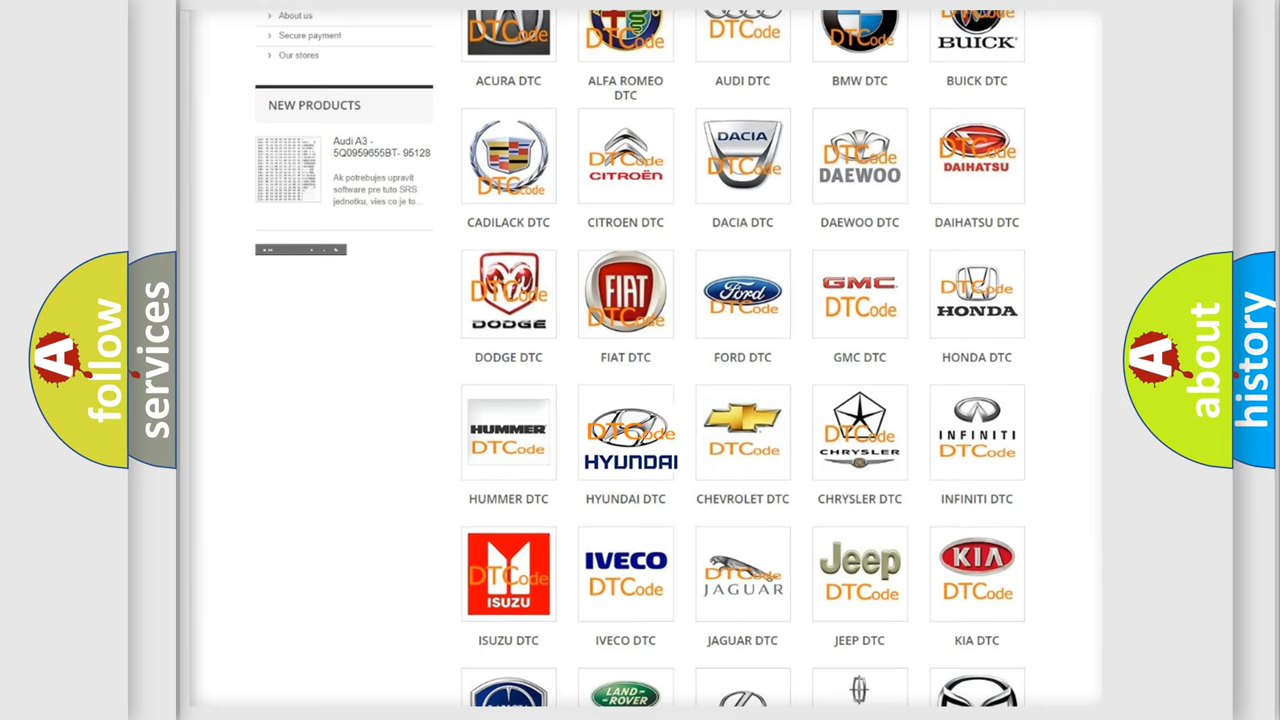 About us
Secure payment
Our stores
NEW PRODUCTS
Audi A3 -
5Q0959655BT- 95128
Ak potrebujes upravit
software pre tuto SRS
jednotku, vies co je to...
A follow
services
A about
history
DTCode
DTCode
DTCode
DTCode
BUICK
ACURA DTC
ALFA ROMEO
DTC
AUDI DTC
BMW DTC
BUICK DTC
DTCode
DTCode
CITROËN
DACIA
DTCode
DTCode
DAEWOO
DTCode
DAIHATSU
CADILACK DTC
CITROEN DTC
DACIA DTC
DAEWOO DTC
DAIHATSU DTC
DTCode
DODGE
FIAT
DTCode
Ford
DTCode
GMC
DTCode
DTCode
HONDA
DODGE DTC
FIAT DTC
FORD DTC
GMC DTC
HONDA DTC
HUMMER
DTCode
DTCode
HYUNDAI
DTCode
DTCode
CHRYSLER
INFINITI
DTCode
HUMMER DTC
HYUNDAI DTC
CHEVROLET DTC
CHRYSLER DTC
INFINITI DTC
DTCode
ISUZU
IVECO
DTCode
DTCode
JAGUAR
Jeep
DTCode
KIA
DTCode
ISUZU DTC
IVECO DTC
JAGUAR DTC
JEEP DTC
KIA DTC
LAND-
ROVER